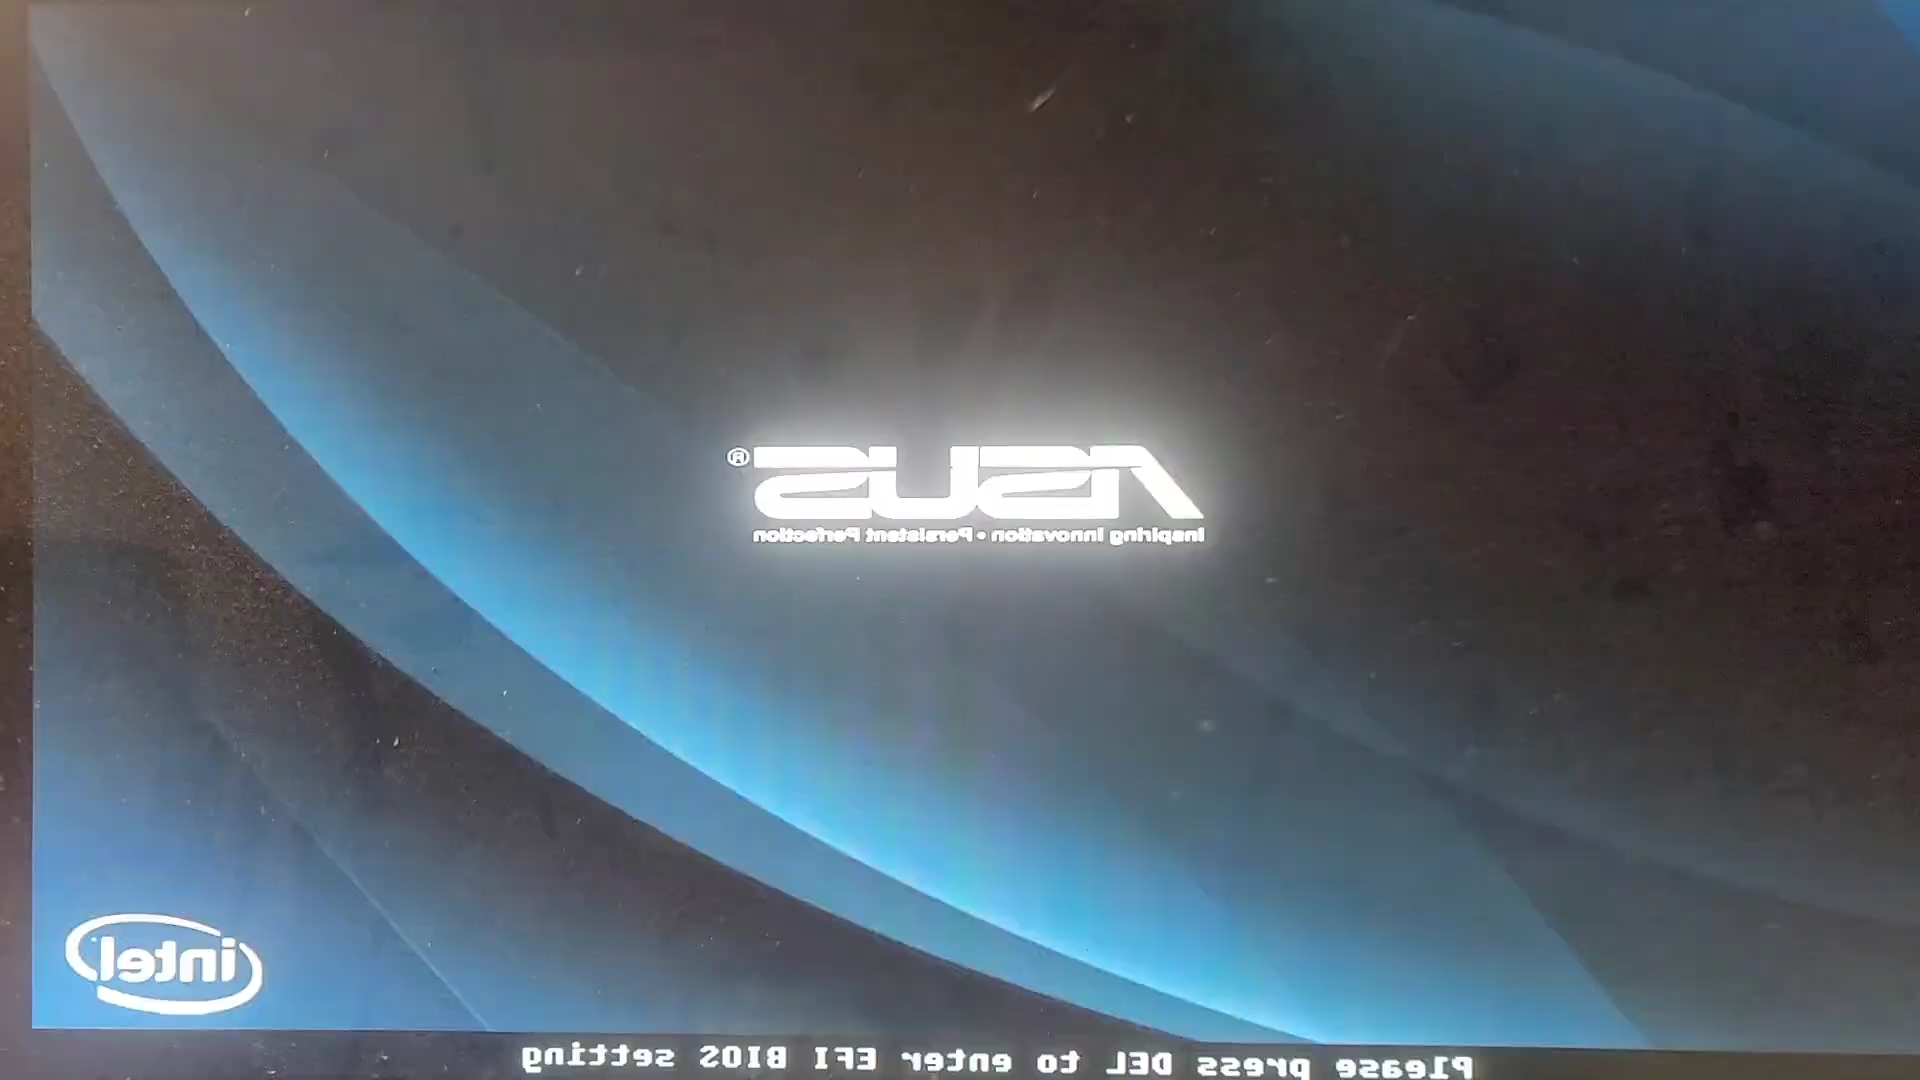 ASUS®
Inspiring Innovation • Persistent Perfection
intel
Please press DEL to enter EFI BIOS setting